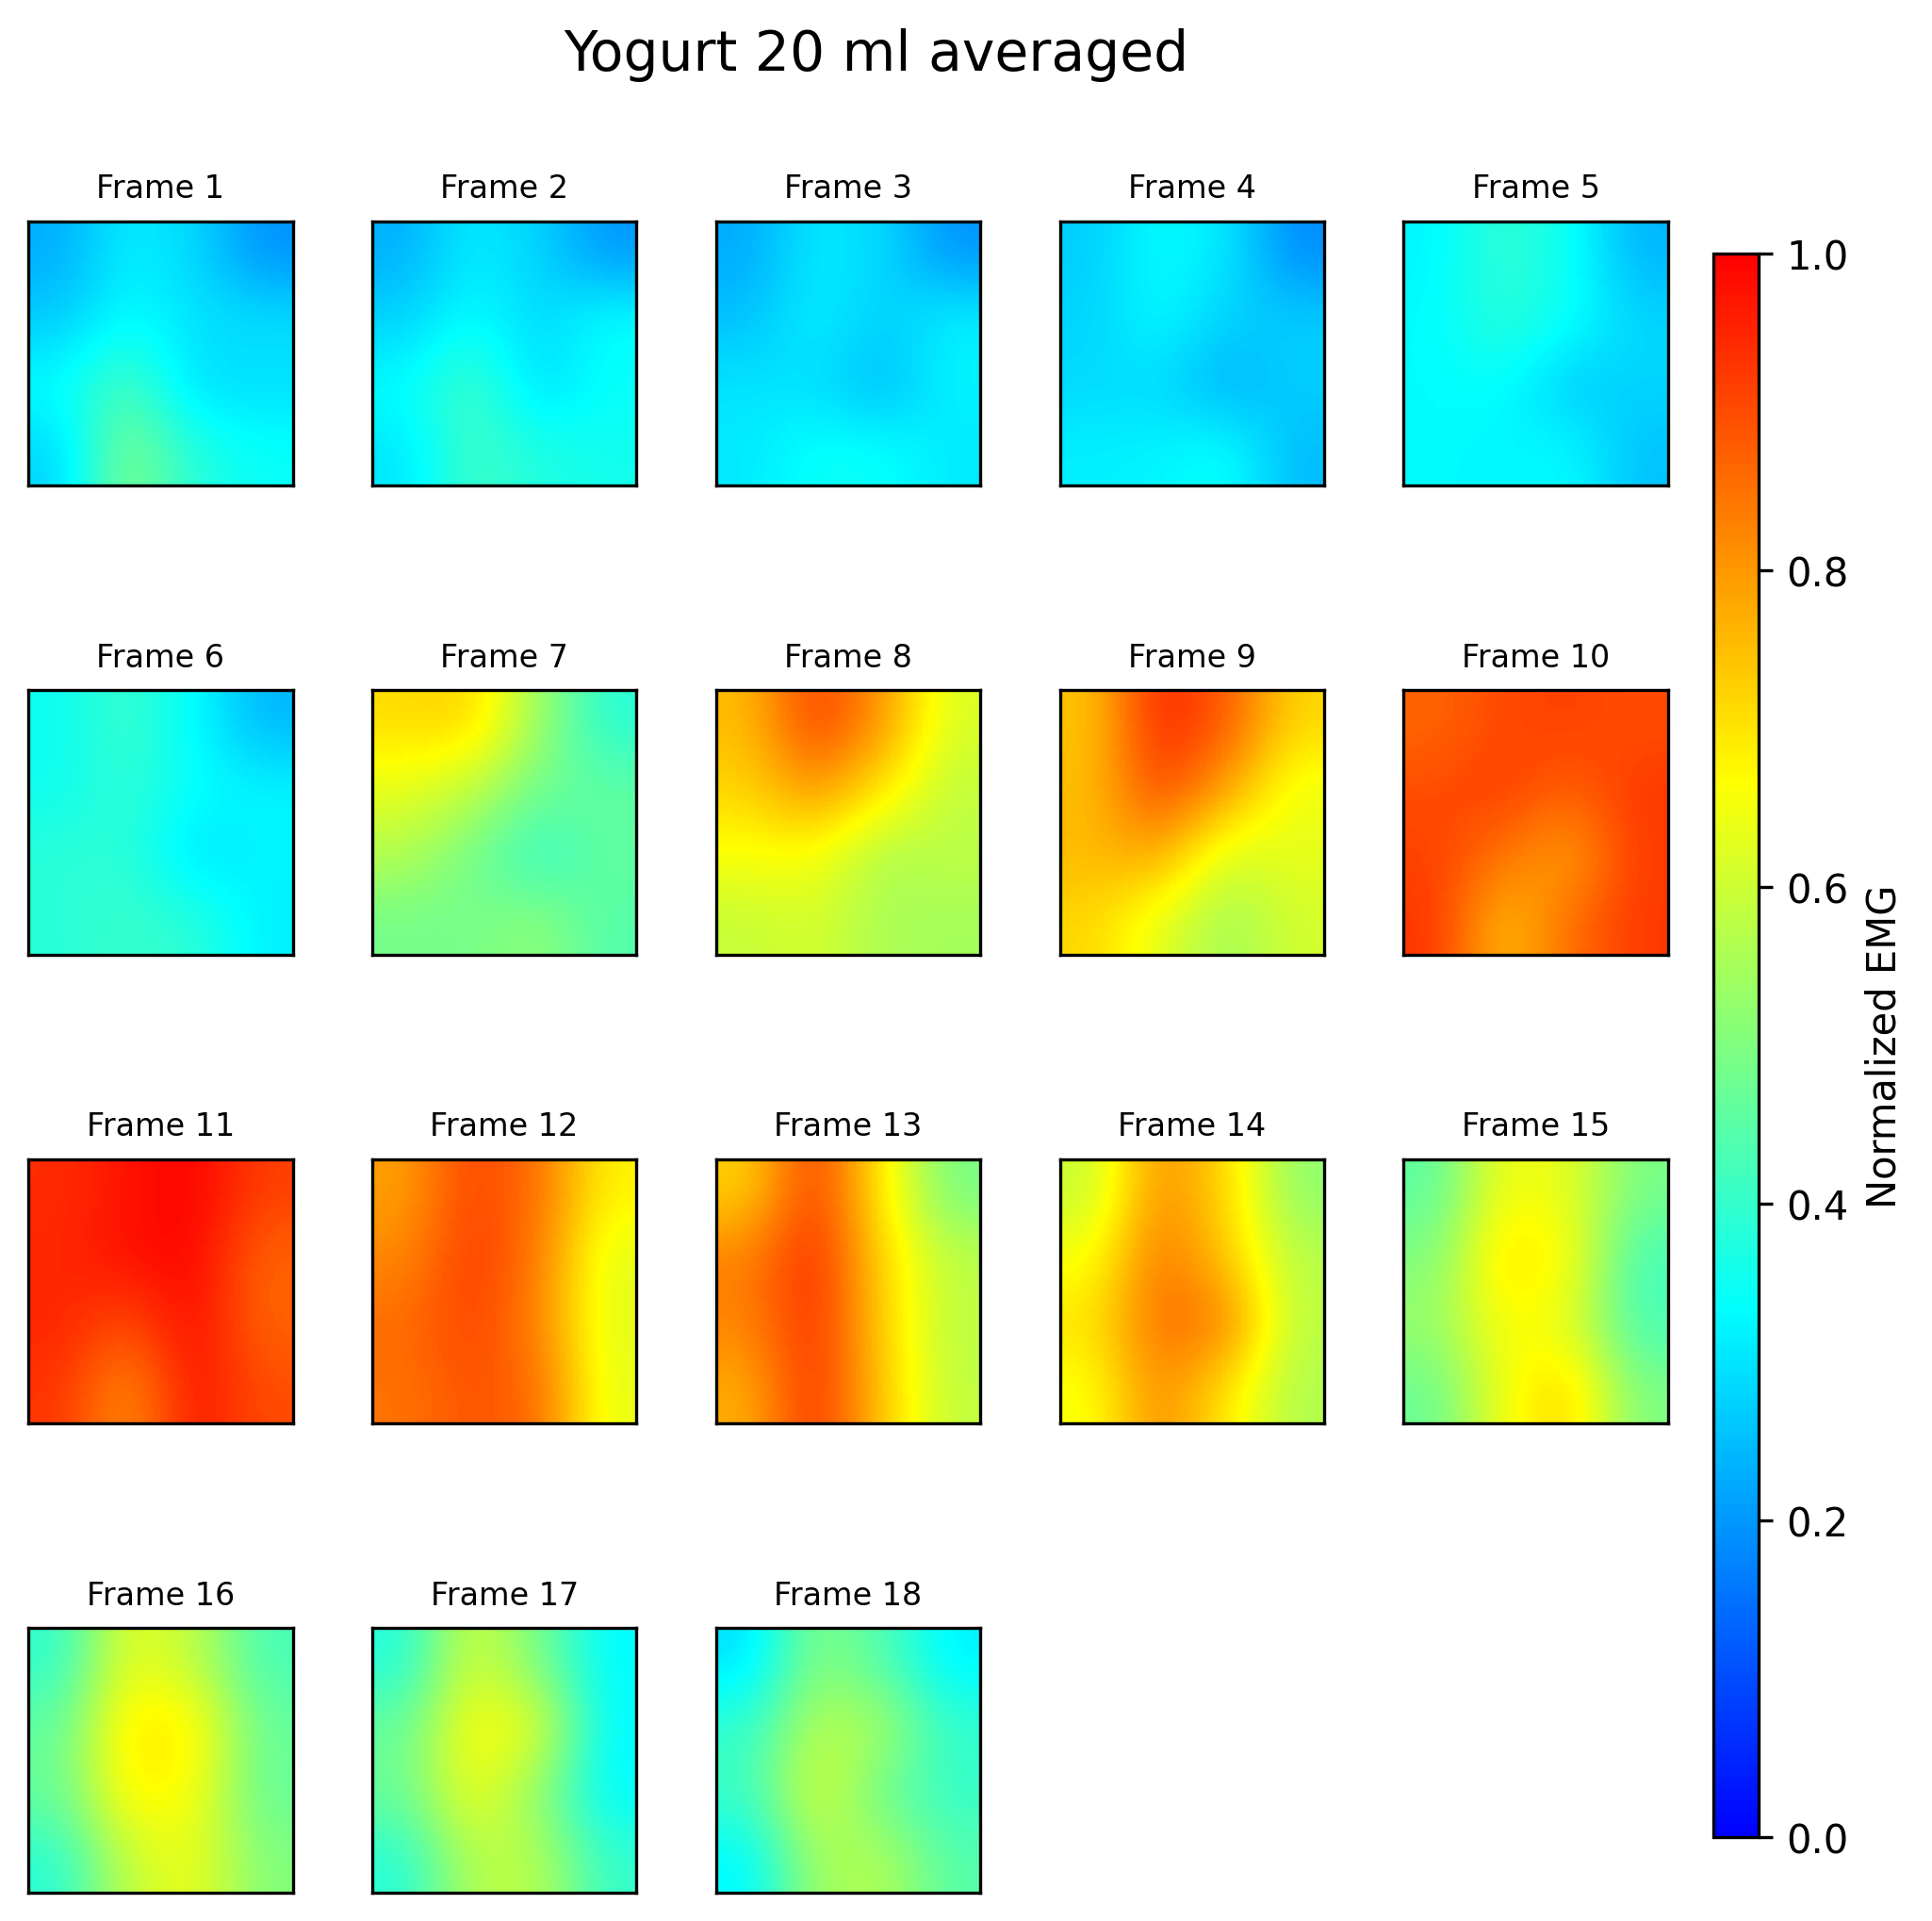 Yogurt 20 ml averaged
Frame 1
Frame 2
Frame 3
Frame 4
Frame 5
Frame 6
Frame 7
Frame 8
Frame 9
Frame 10
Frame 11
Frame 12
Frame 13
Frame 14
Frame 15
Frame 16
Frame 17
Frame 18
1.0
0.8
0.6
0.4
0.2
0.0
Normalized EMG